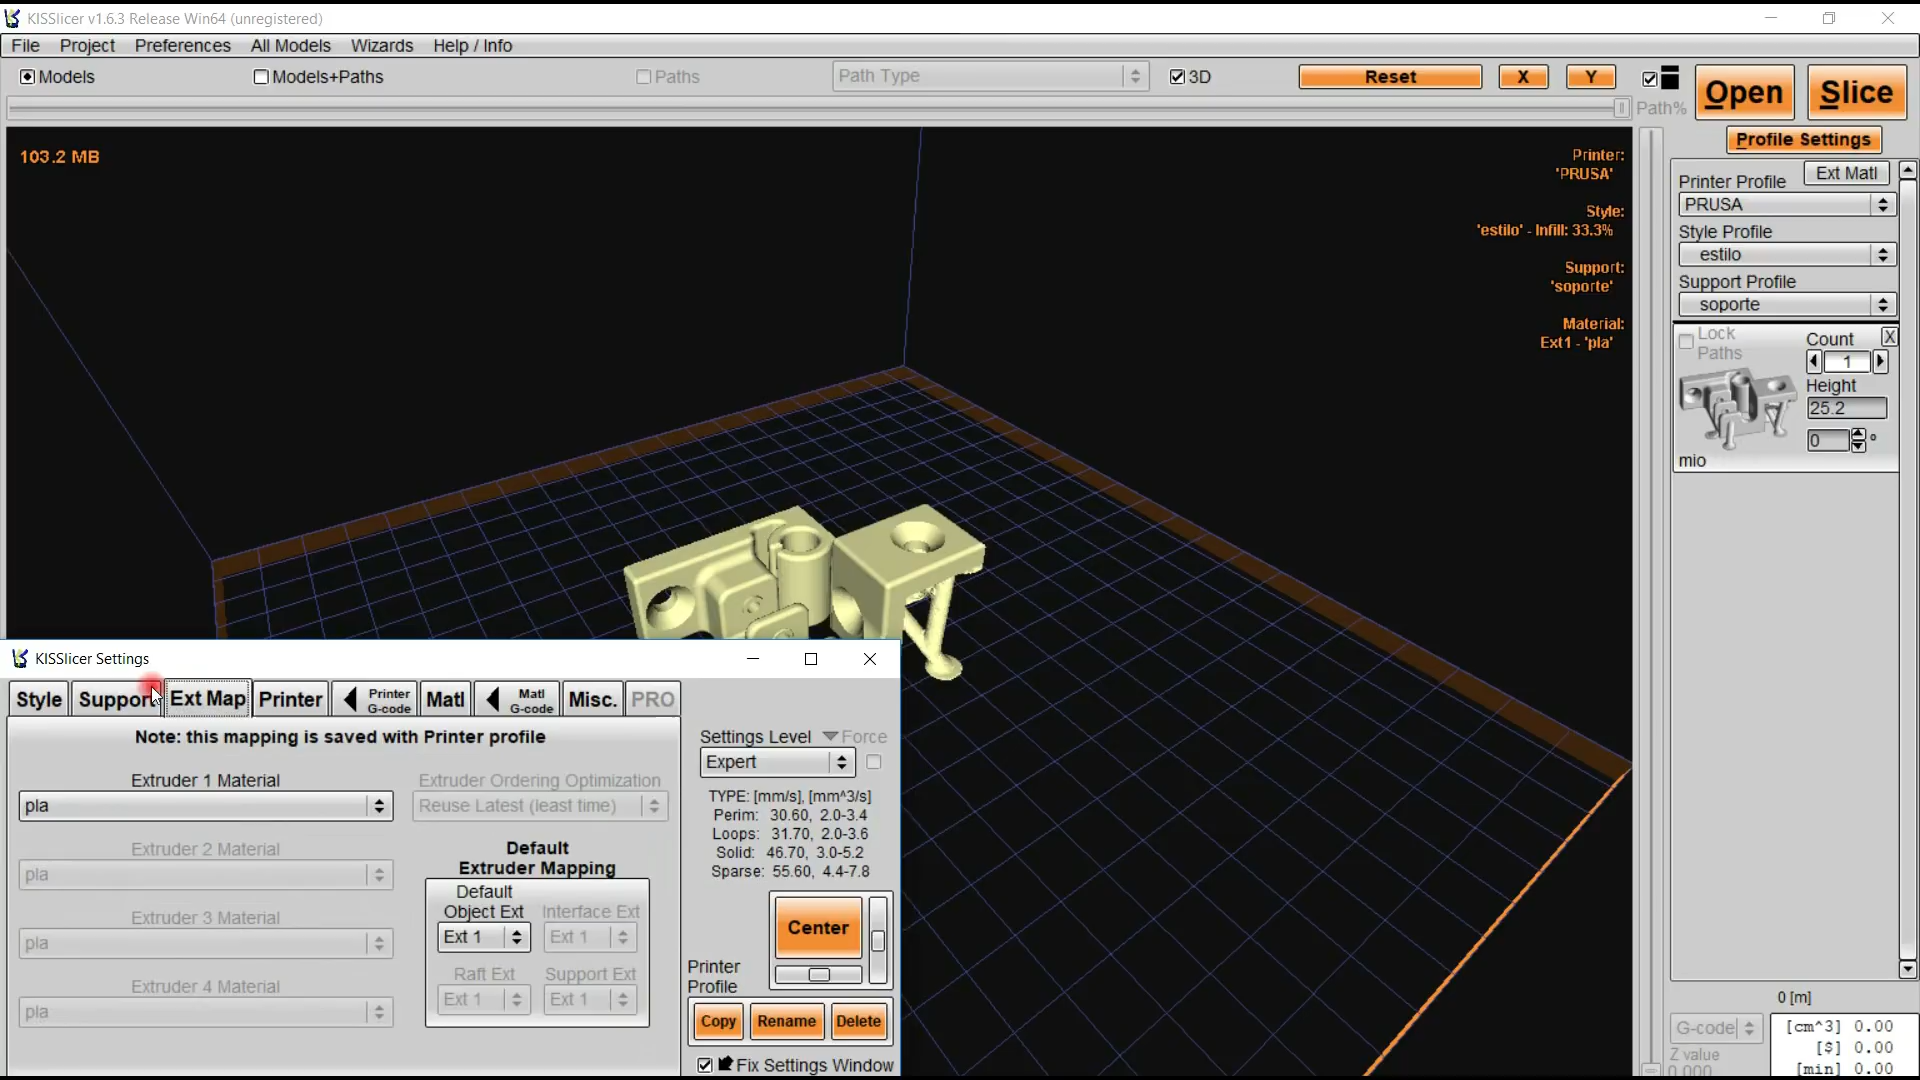 KISSlicer v1.6.3 Release Win64 (unregistered)
File Project Preferences All Models Wizards Help / Info
Models Models+Paths Paths Path Type 3D Reset X Y Path% Open Slice
Profile Settings
103.2 MB
Printer:
'PRUSA'
Style:
'estilo' - Infill: 33.3%
Support:
'soporte'
Material:
Ext1 - 'pla'
Printer Profile Ext Matl
PRUSA
Style Profile
estilo
Support Profile
soporte
Lock
Paths
Count X
1
Height
25.2
0 °
mio
KISSlicer Settings
Style Support Ext Map Printer Printer G-code Matl Matl G-code Misc. PRO
Note: this mapping is saved with Printer profile
Extruder 1 Material
pla
Extruder 2 Material
pla
Extruder 3 Material
pla
Extruder 4 Material
pla
Extruder Ordering Optimization
Reuse Latest (least time)
Default
Extruder Mapping
Default
Object Ext Interface Ext
Ext 1 Ext 1
Raft Ext Support Ext
Ext 1 Ext 1
Settings Level Force
Expert
TYPE: [mm/s], [mm^3/s]
Perim: 30.60, 2.0-3.4
Loops: 31.70, 2.0-3.6
Solid: 46.70, 3.0-5.2
Sparse: 55.60, 4.4-7.8
Center
Printer
Profile
Copy Rename Delete
Fix Settings Window
0 [m]
G-code
Z value
0.000
[cm^3] 0.00
[$] 0.00
[min] 0.00